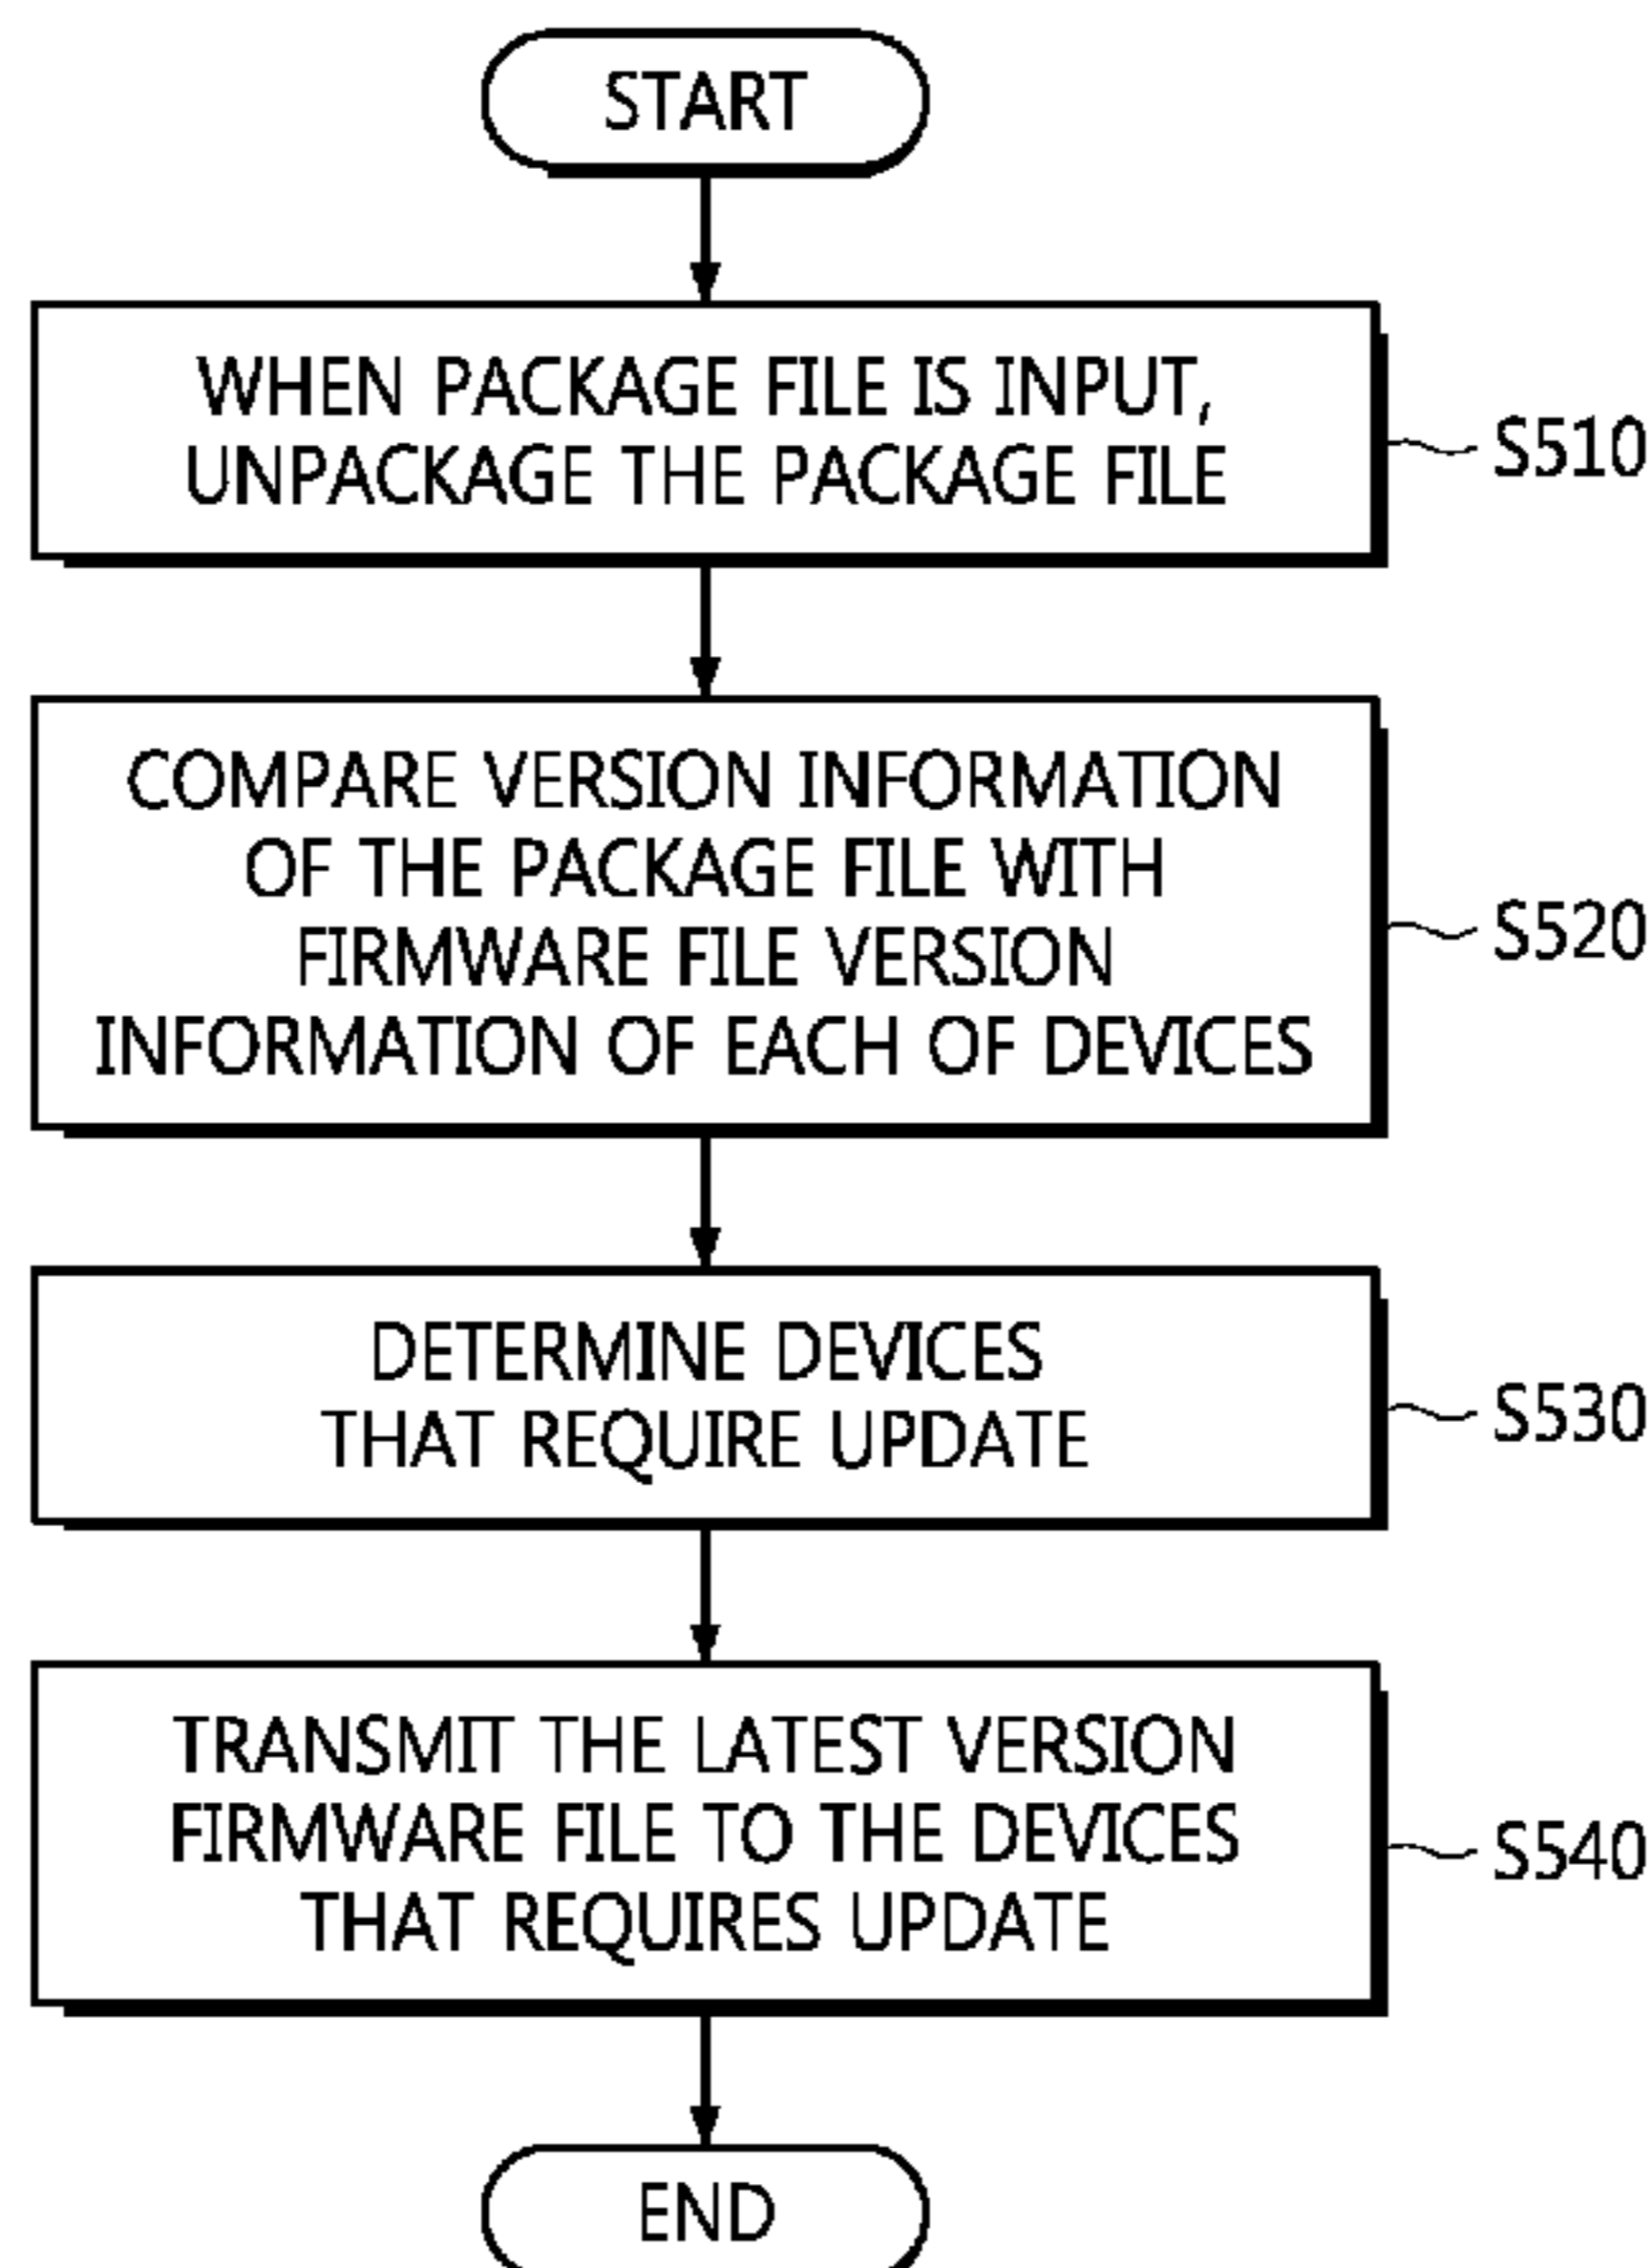 START
WHEN PACKAGE FILE IS INPUT,
UNPACKAGE THE PACKAGE FILE
S510
COMPARE VERSION INFORMATION
OF THE PACKAGE FILE WITH
FIRMWARE FILE VERSION
INFORMATION OF EACH OF DEVICES
S520
DETERMINE DEVICES
THAT REQUIRE UPDATE
S530
TRANSMIT THE LATEST VERSION
FIRMWARE FILE TO THE DEVICES
THAT REQUIRES UPDATE
S540
END